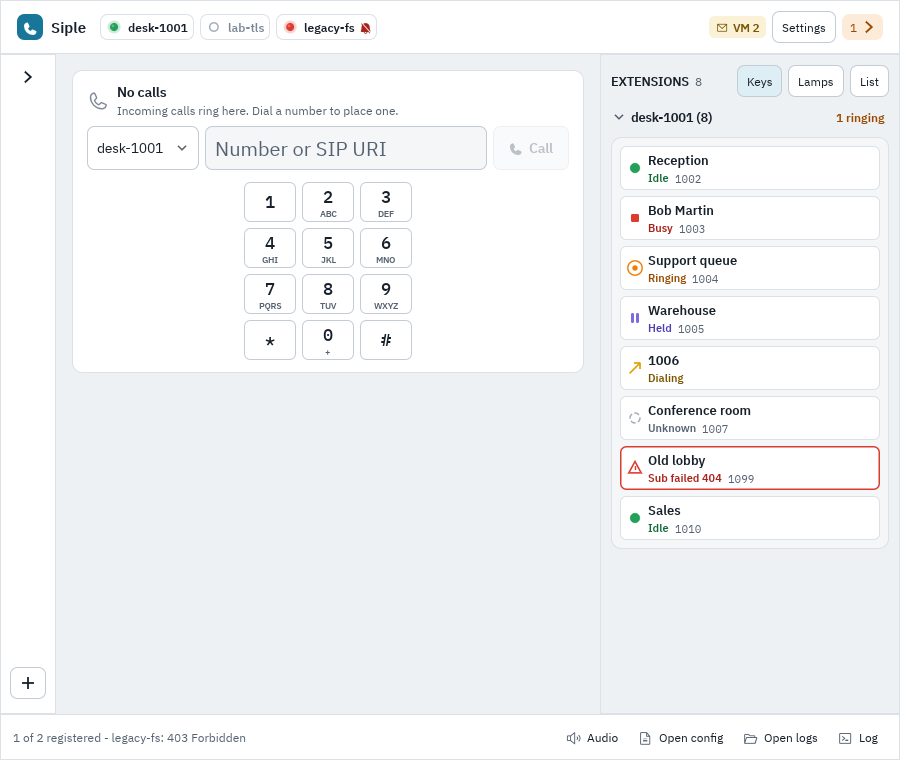 Siple
desk-1001
lab-tls
legacy-fs
VM 2
Settings
1
No calls
Incoming calls ring here. Dial a number to place one.
desk-1001
Number or SIP URI
Call
1
2
ABC
3
DEF
4
GHI
5
JKL
6
MNO
7
PQRS
8
TUV
9
WXYZ
*
0
+
#
EXTENSIONS 8
Keys
Lamps
List
desk-1001 (8)
1 ringing
Reception
Idle 1002
Bob Martin
Busy 1003
Support queue
Ringing 1004
Warehouse
Held 1005
1006
Dialing
Conference room
Unknown 1007
Old lobby
Sub failed 404 1099
Sales
Idle 1010
1 of 2 registered - legacy-fs: 403 Forbidden
Audio
Open config
Open logs
Log